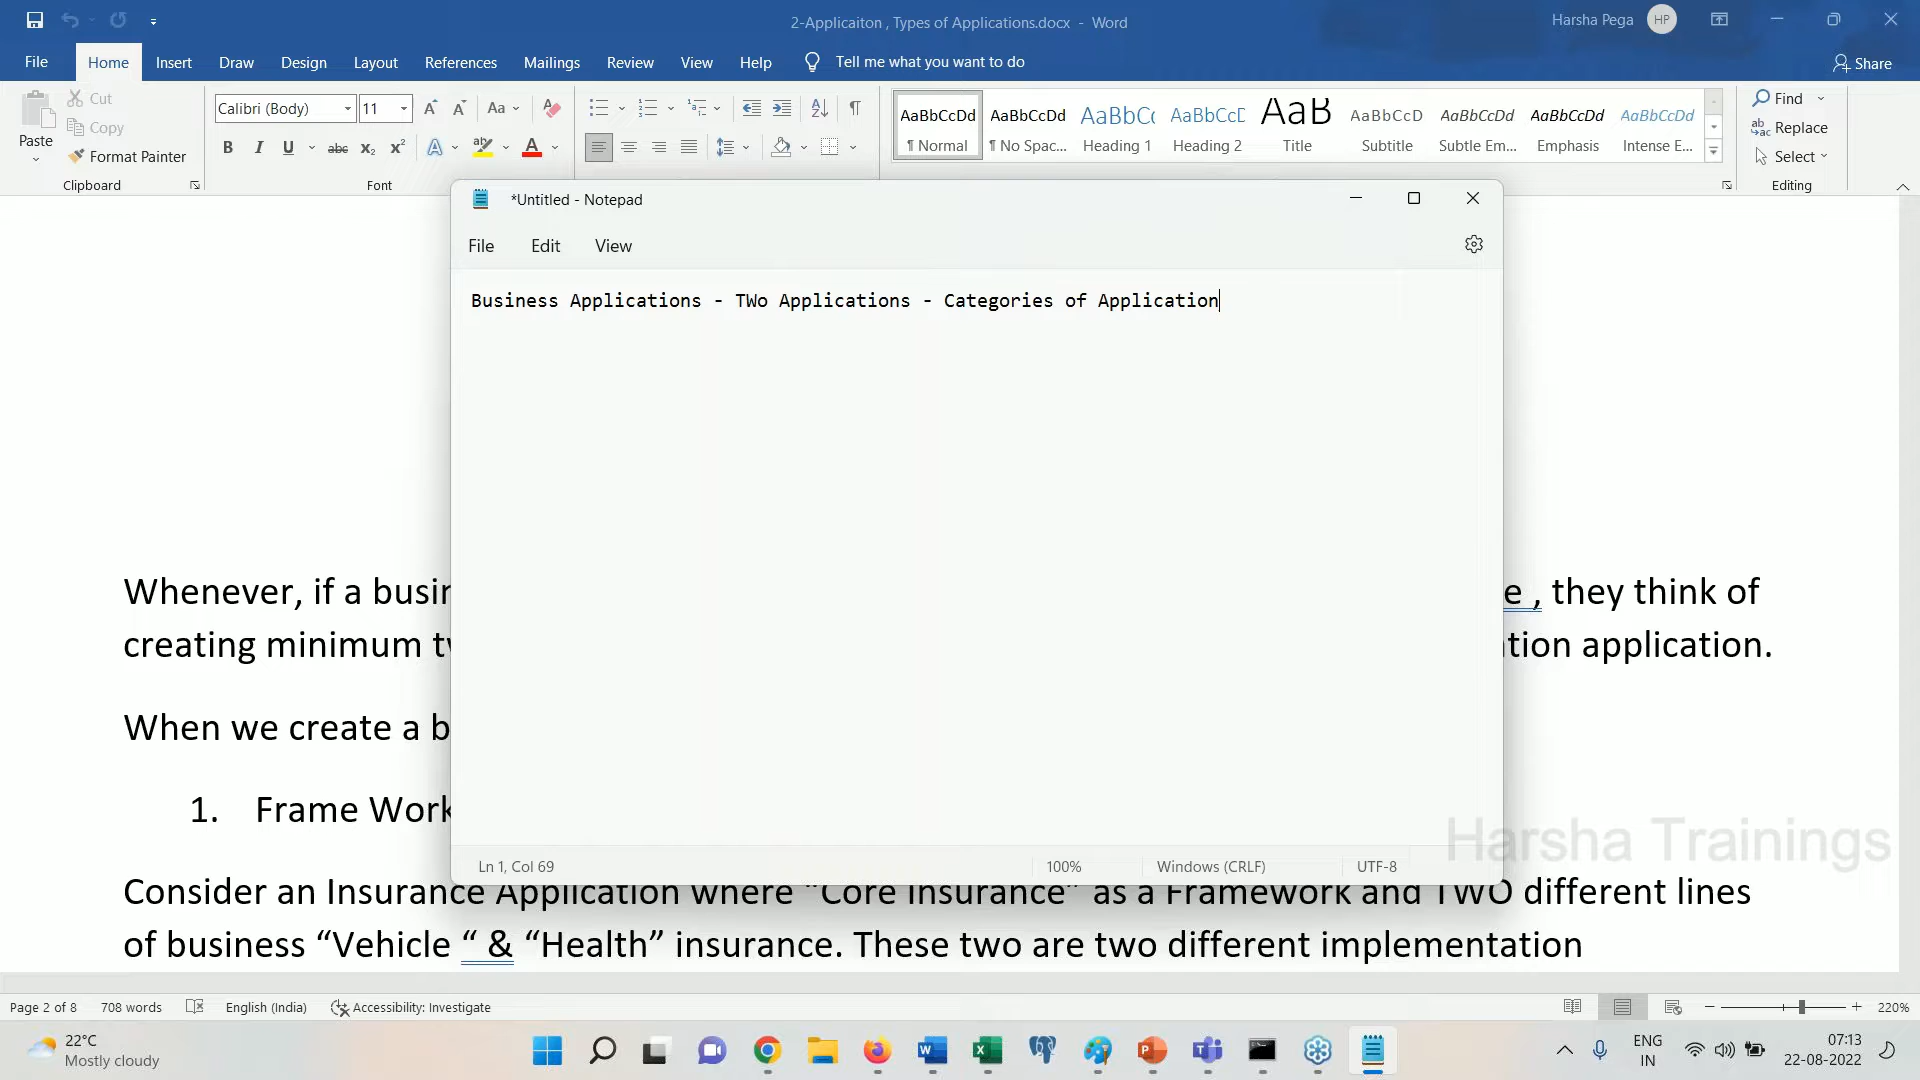 2-Applicaiton , Types of Applications.docx - Word
Harsha Pega HP
File Home Insert Draw Design Layout References Mailings Review View Help Tell me what you want to do Share
Paste Cut Copy Format Painter Clipboard
Calibri (Body) 11 Aa
B I U abc x₂ x² A A Font
AaBbCcDd AaBbCcDd AaBbCc AaBbCcD AaB AaBbCcD AaBbCcDd AaBbCcDd AaBbCcDd
¶ Normal ¶ No Spac... Heading 1 Heading 2 Title Subtitle Subtle Em... Emphasis Intense E...
Find Replace Select Editing
*Untitled - Notepad
File Edit View
Business Applications - TWo Applications - Categories of Application
Ln 1, Col 69 100% Windows (CRLF) UTF-8
Whenever, if a , they think of
creating minimum application.
When we create a
1. Frame Work
Harsha Trainings
Consider an Insurance Application where “Core Insurance” as a Framework and TWO different lines
of business “Vehicle “ & “Health” insurance. These two are two different implementation
Page 2 of 8 708 words English (India) Accessibility: Investigate 220%
22°C
Mostly cloudy
ENG
IN
07:13
22-08-2022